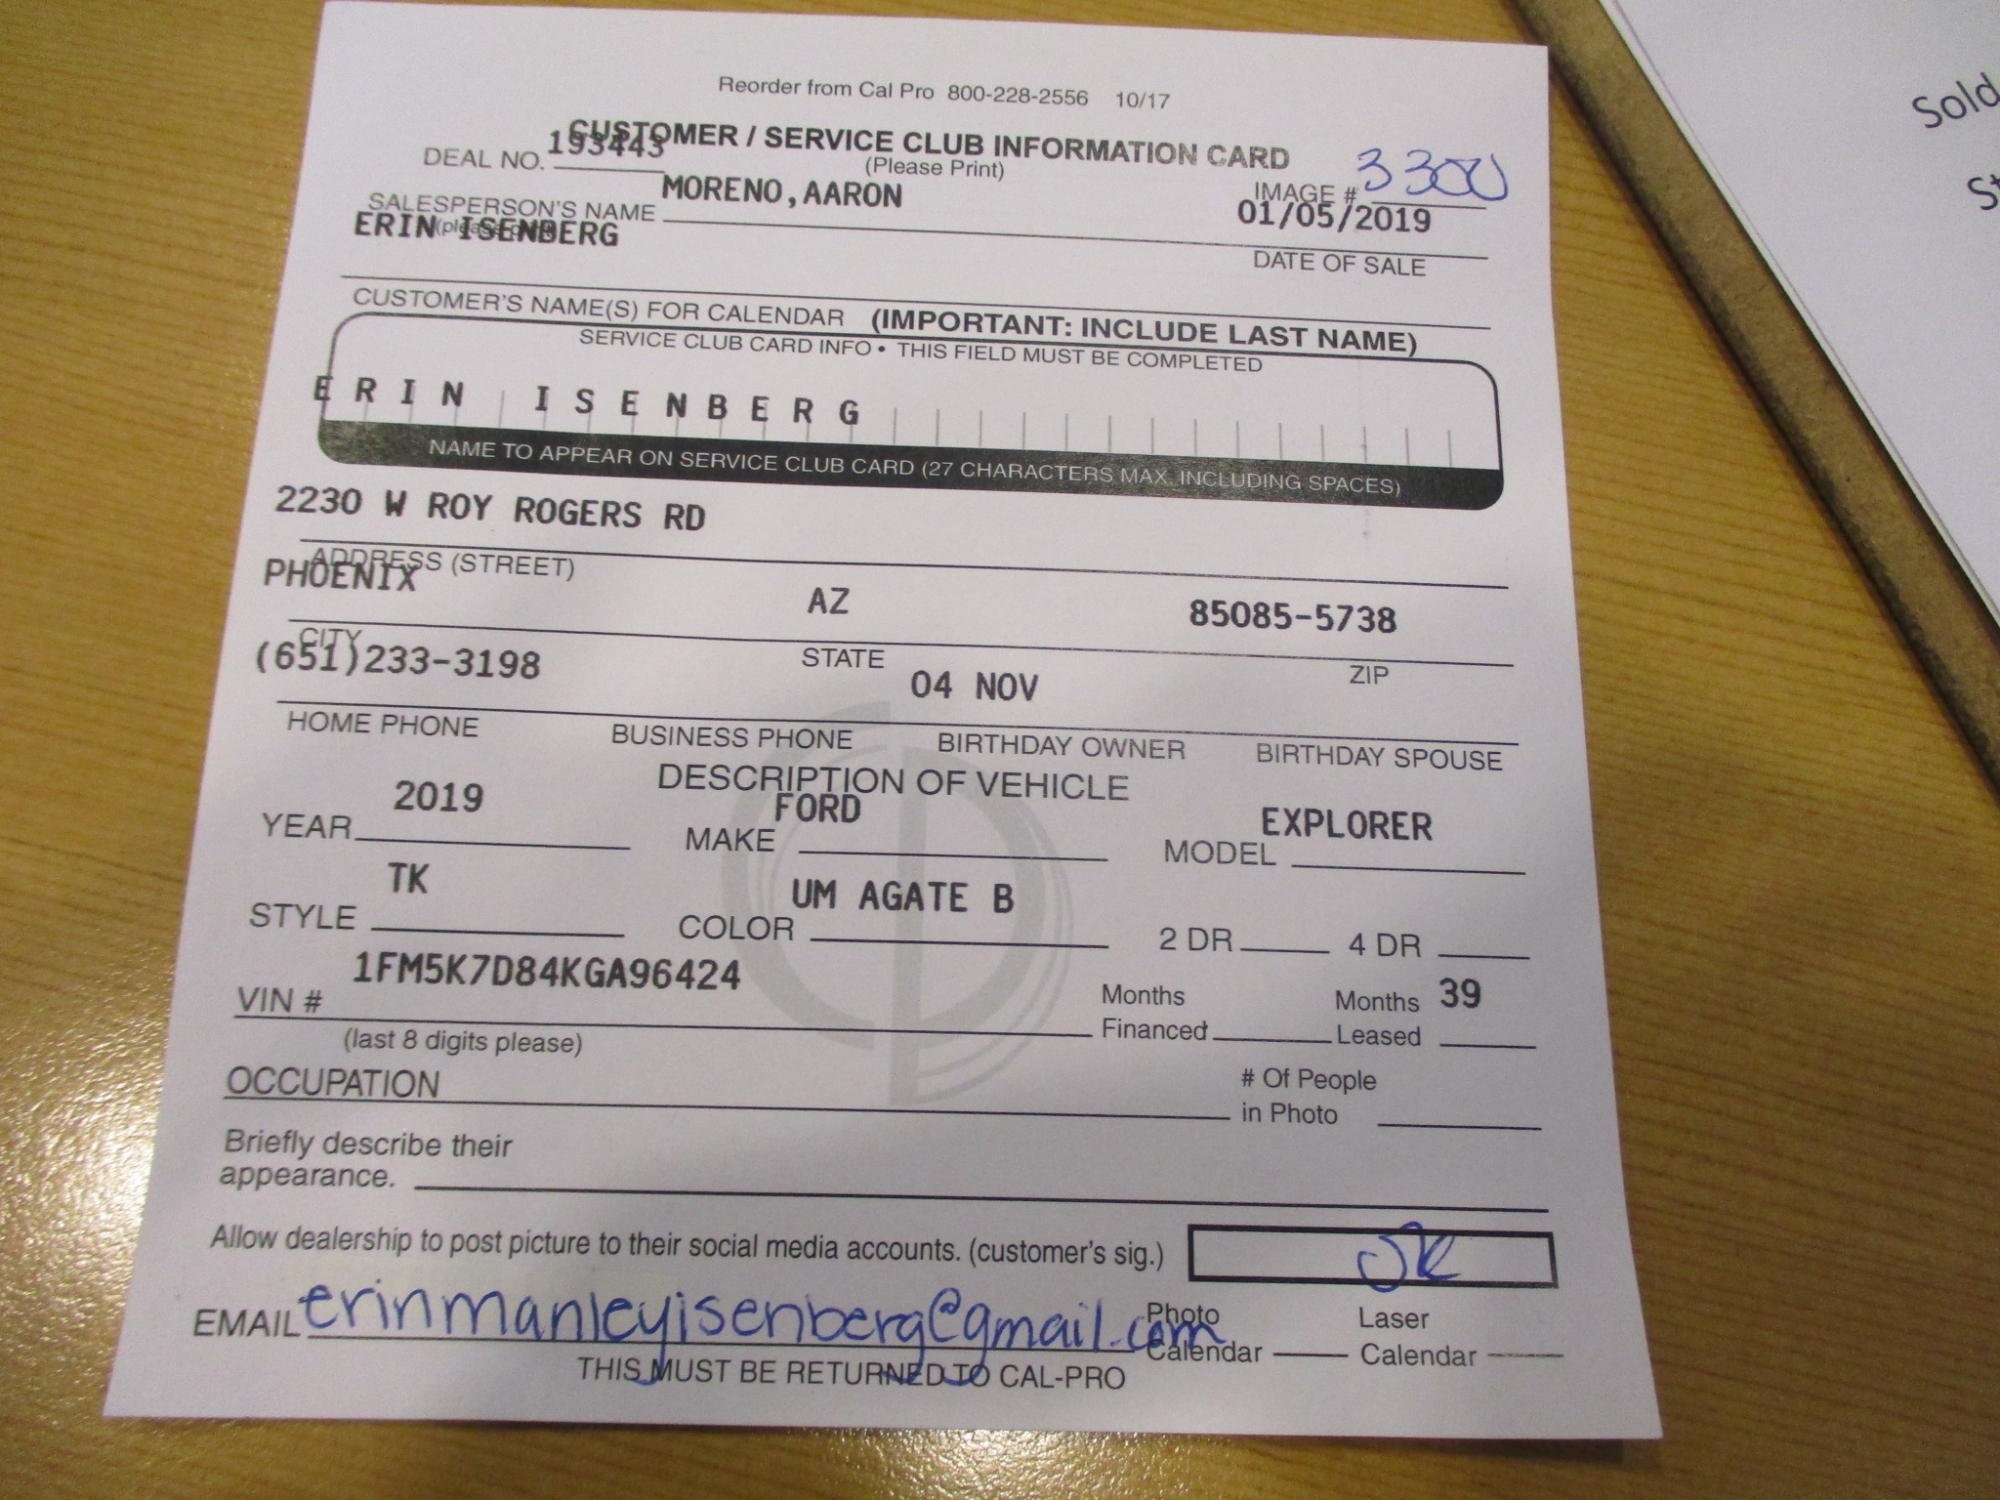 Reorder from Cal Pro 800-228-2556 10/17
CUSTOMER / SERVICE CLUB INFORMATION CARD
(Please Print)
DEAL NO. 193443
IMAGE # 3300
SALESPERSON'S NAME MORENO, AARON
01/05/2019
ERIN ISENBERG
DATE OF SALE
CUSTOMER'S NAME(S) FOR CALENDAR (IMPORTANT: INCLUDE LAST NAME)
SERVICE CLUB CARD INFO • THIS FIELD MUST BE COMPLETED
ERIN ISENBERG
NAME TO APPEAR ON SERVICE CLUB CARD (27 CHARACTERS MAX. INCLUDING SPACES)
2230 W ROY ROGERS RD
ADDRESS (STREET)
PHOENIX AZ 85085-5738
CITY STATE ZIP
(651)233-3198 04 NOV
HOME PHONE BUSINESS PHONE BIRTHDAY OWNER BIRTHDAY SPOUSE
DESCRIPTION OF VEHICLE
YEAR 2019 MAKE FORD MODEL EXPLORER
STYLE TK COLOR UM AGATE B 2 DR 4 DR
VIN # 1FM5K7D84KGA96424
(last 8 digits please)
Months Financed Months Leased 39
OCCUPATION
# Of People in Photo
Briefly describe their
appearance.
Allow dealership to post picture to their social media accounts. (customer's sig.)
EMAIL erinmanleyisenberg@gmail.com
Photo Calendar Laser Calendar
THIS MUST BE RETURNED TO CAL-PRO
Sold